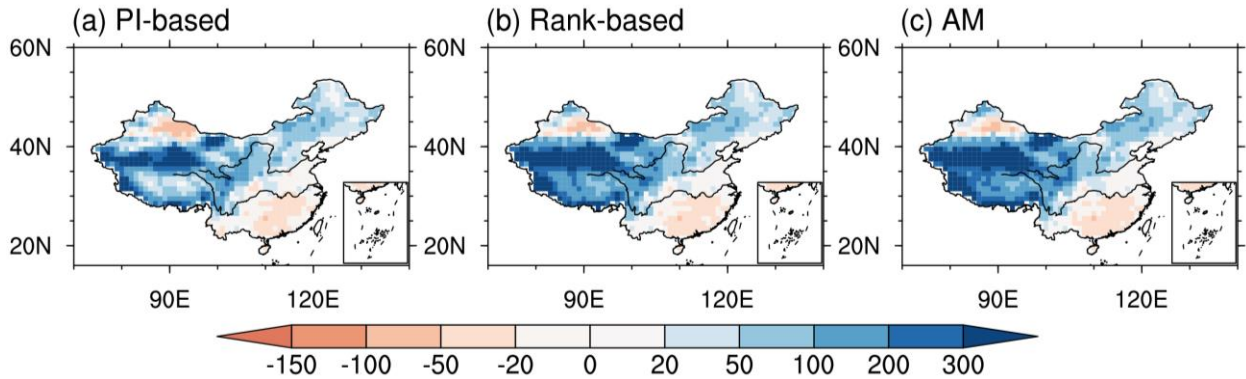 (a) PI-based (b) Rank-based (c) AM
60N 60N 60N
40N 40N 40N
20N 20N 20N
90E 120E 90E 120E 90E 120E
-150 -100 -50 -20 0 20 50 100 200 300